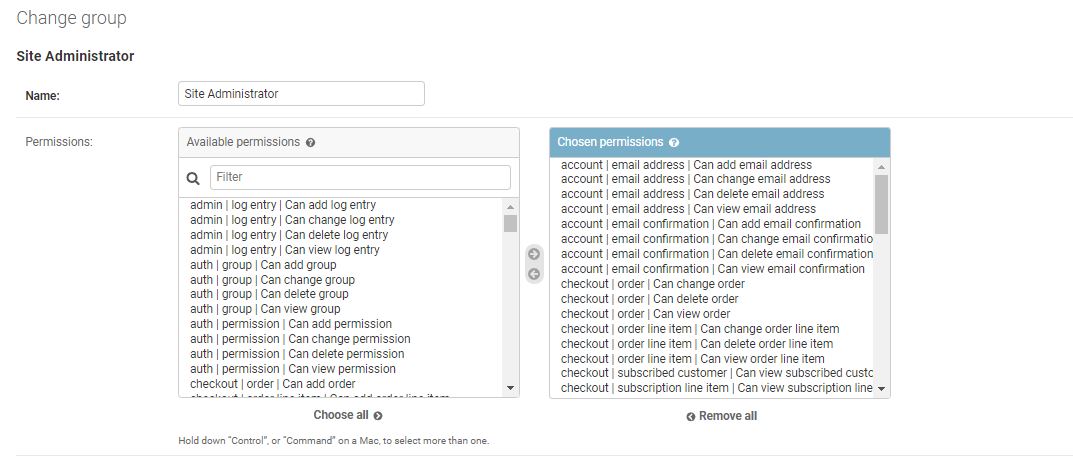 Change group
Site Administrator
Name:
Site Administrator
Permissions:
Available permissions ?
Filter
admin | log entry | Can add log entry
admin | log entry | Can change log entry
admin | log entry | Can delete log entry
admin | log entry | Can view log entry
auth | group | Can add group
auth | group | Can change group
auth | group | Can delete group
auth | group | Can view group
auth | permission | Can add permission
auth | permission | Can change permission
auth | permission | Can delete permission
auth | permission | Can view permission
checkout | order | Can add order
checkout | order line item | Can add order line item
Choose all
Hold down “Control”, or “Command” on a Mac, to select more than one.
Chosen permissions ?
account | email address | Can add email address
account | email address | Can change email address
account | email address | Can delete email address
account | email address | Can view email address
account | email confirmation | Can add email confirmation
account | email confirmation | Can change email confirmatio
account | email confirmation | Can delete email confirmation
account | email confirmation | Can view email confirmation
checkout | order | Can change order
checkout | order | Can delete order
checkout | order | Can view order
checkout | order line item | Can change order line item
checkout | order line item | Can delete order line item
checkout | order line item | Can view order line item
checkout | subscribed customer | Can view subscribed custc
checkout | subscription line item | Can view subscription line
Remove all